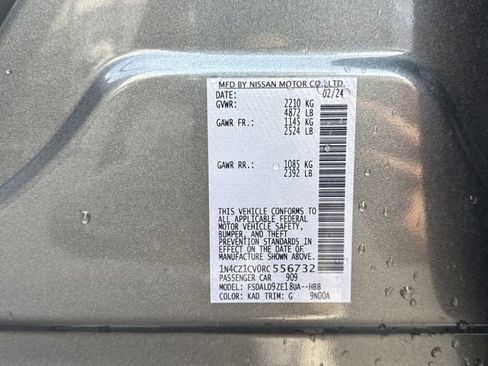 MFD BY NISSAN MOTOR CO.,LTD.
DATE: 02/24
GVWR: 2210 KG
4872 LB
GAWR FR.: 1145 KG
2524 LB
GAWR RR.: 1085 KG
2392 LB
THIS VEHICLE CONFORMS TO
ALL APPLICABLE FEDERAL
MOTOR VEHICLE SAFETY,
BUMPER, AND THEFT
PREVENTION STANDARDS IN
EFFECT ON THE DATE OF
MANUFACTURE SHOWN ABOVE.
1N4CZ1CV0RC556732
PASSENGER CAR 909
MODEL: FSDALD9ZE18UA--HBB
COLOR: KAD TRIM: G 9N00A